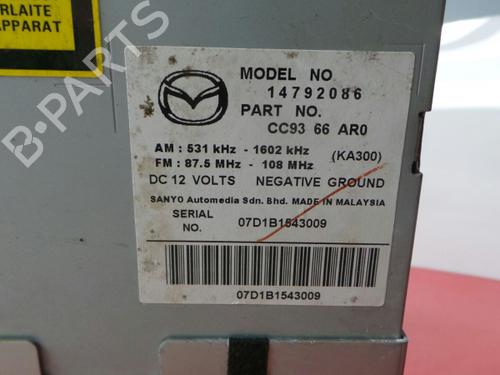 ERLAITE
APPARAT
MODEL NO
14792086
PART NO.
CC93 66 AR0
AM : 531 kHz - 1602 kHz (KA300)
FM : 87.5 MHz - 108 MHz
DC 12 VOLTS NEGATIVE GROUND
SANYO Automedia Sdn. Bhd. MADE IN MALAYSIA
SERIAL NO. 07D1B1543009
07D1B1543009
B-PARTS